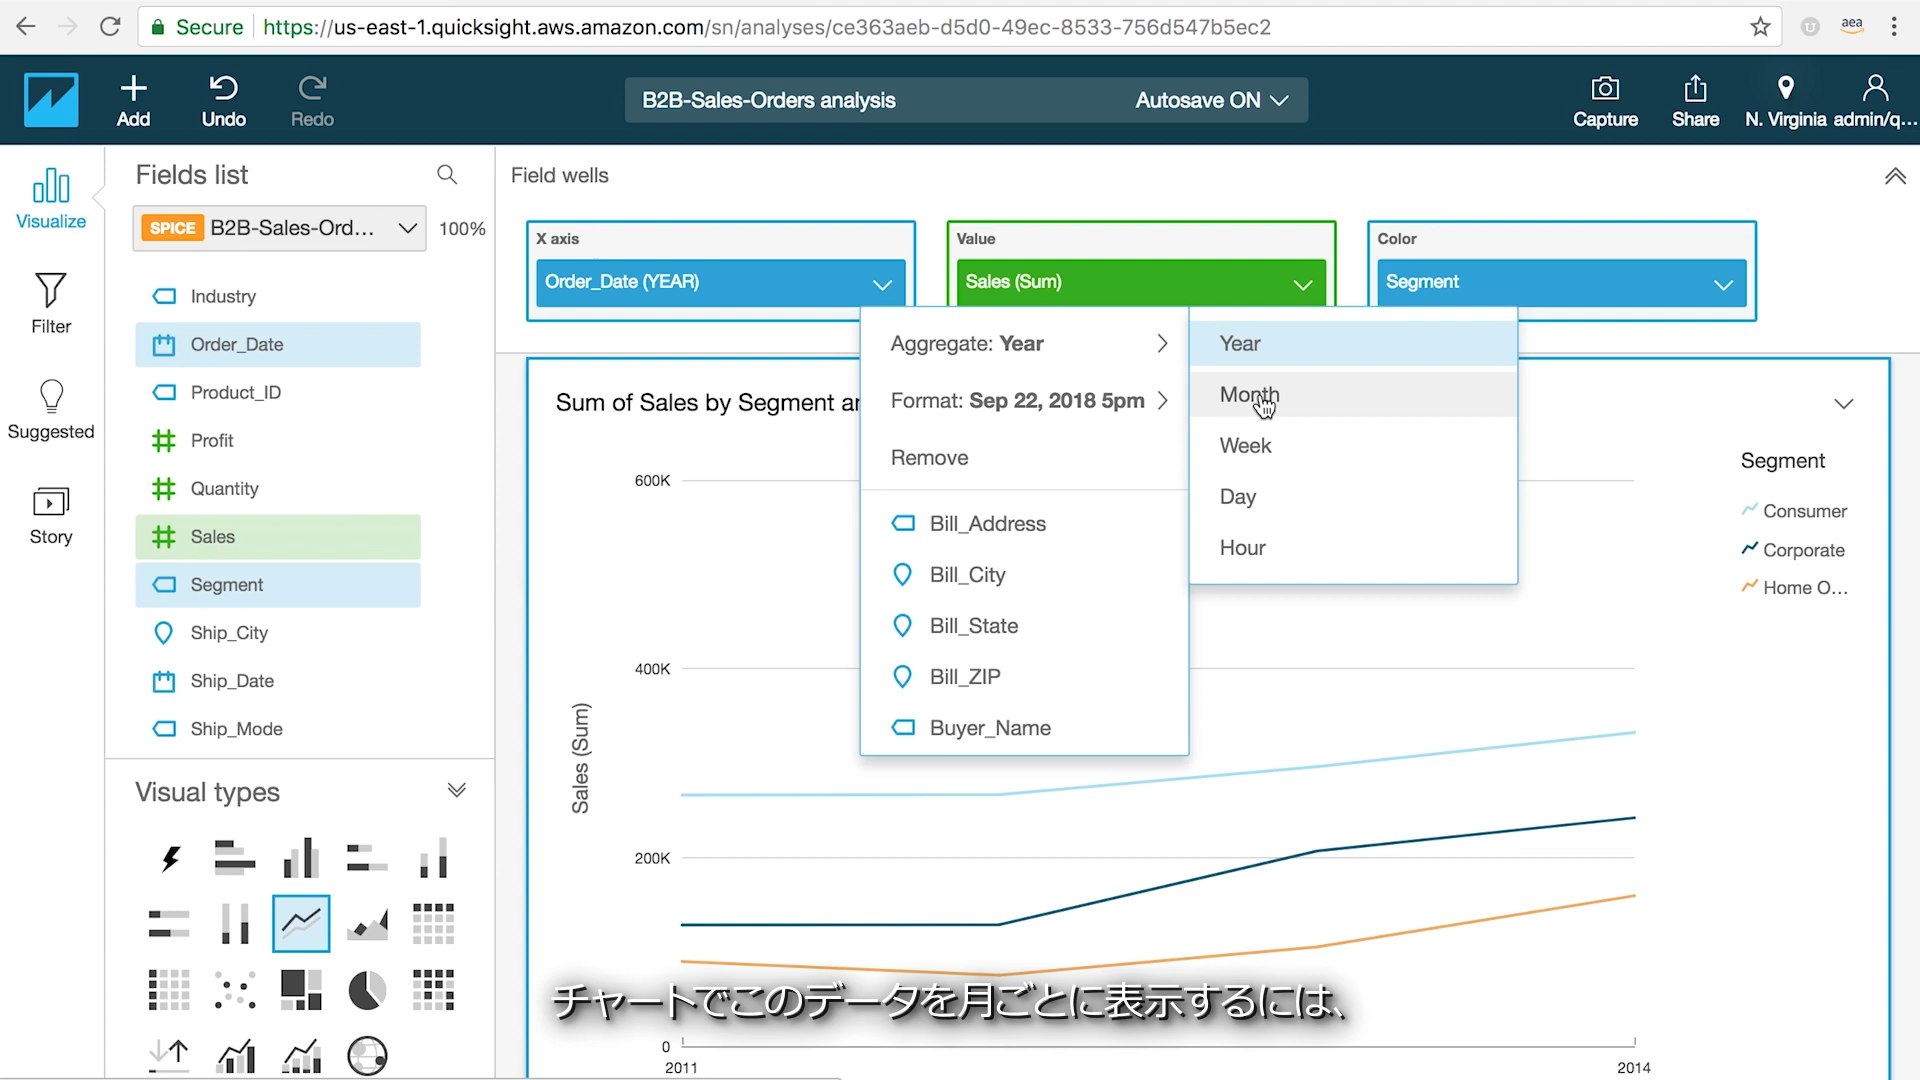 Secure
https://us-east-1.quicksight.aws.amazon.com/sn/analyses/ce363aeb-d5d0-49ec-8533-756d547b5ec2
aea
Add
Undo
Redo
B2B-Sales-Orders analysis
Autosave ON
Capture
Share
N. Virginia
admin/q...
Visualize
Filter
Suggested
Story
Fields list
SPICE
B2B-Sales-Ord...
100%
Industry
Order_Date
Product_ID
Profit
Quantity
Sales
Segment
Ship_City
Ship_Date
Ship_Mode
Visual types
Field wells
X axis
Order_Date (YEAR)
Value
Sales (Sum)
Color
Segment
Aggregate: Year
Format: Sep 22, 2018 5pm
Remove
Bill_Address
Bill_City
Bill_State
Bill_ZIP
Buyer_Name
Year
Month
Week
Day
Hour
Sum of Sales by Segment ar
600K
400K
200K
0
Sales (Sum)
2011
2014
Segment
Consumer
Corporate
Home O...
チャートでこのデータを月ごとに表示するには、